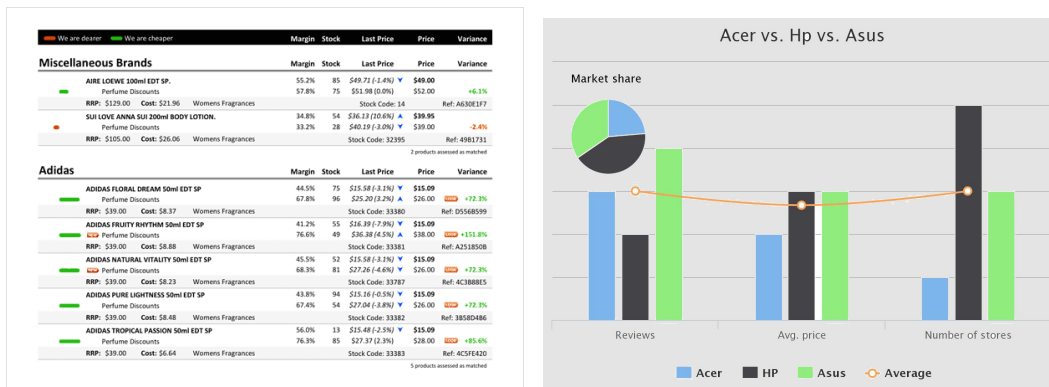 We are dearer We are cheaper Margin Stock Last Price Price Variance
Miscellaneous Brands
AIRE LOEWE 100ml EDT SP. 55.2% 85 $49.71 (-1.4%) $49.00
Perfume Discounts 57.8% 75 $51.98 (0.0%) $52.00 +6.1%
RRP: $129.00 Cost: $21.96 Womens Fragrances Stock Code: 14 Ref: A630E1F7
SUI LOVE ANNA SUI 200ml BODY LOTION. 34.8% 54 $36.13 (10.6%) $39.95
Perfume Discounts 33.2% 28 $40.19 (-3.0%) $39.00 -2.4%
RRP: $105.00 Cost: $26.06 Womens Fragrances Stock Code: 32395 Ref: 49B1731
2 products assessed as matched
Adidas Margin Stock Last Price Price Variance
ADIDAS FLORAL DREAM 50ml EDT SP 44.5% 75 $15.58 (-3.1%) $15.09
Perfume Discounts 67.8% 96 $25.20 (3.2%) $26.00 +72.3%
RRP: $39.00 Cost: $8.37 Womens Fragrances Stock Code: 33380 Ref: D556B599
ADIDAS FRUITY RHYTHM 50ml EDT SP 41.2% 55 $16.39 (-7.9%) $15.09
Perfume Discounts 76.6% 49 $36.38 (4.5%) $38.00 +151.8%
RRP: $39.00 Cost: $8.88 Womens Fragrances Stock Code: 33381 Ref: A251850B
ADIDAS NATURAL VITALITY 50ml EDT SP 45.5% 52 $15.58 (-3.1%) $15.09
Perfume Discounts 68.3% 81 $27.26 (-4.6%) $26.00 +72.3%
RRP: $39.00 Cost: $8.23 Womens Fragrances Stock Code: 33787 Ref: 4C3B88E5
ADIDAS PURE LIGHTNESS 50ml EDT SP 43.8% 94 $15.16 (-0.5%) $15.09
Perfume Discounts 67.4% 54 $27.04 (-3.8%) $26.00 +72.3%
RRP: $39.00 Cost: $8.48 Womens Fragrances Stock Code: 33382 Ref: 3B58D4B6
ADIDAS TROPICAL PASSION 50ml EDT SP 56.0% 13 $15.48 (-2.5%) $15.09
Perfume Discounts 76.3% 85 $27.37 (2.3%) $28.00 +85.6%
RRP: $39.00 Cost: $6.64 Womens Fragrances Stock Code: 33383 Ref: 4C5FE420
5 products assessed as matched
Acer vs. Hp vs. Asus
Market share
Reviews Avg. price Number of stores
Acer HP Asus Average